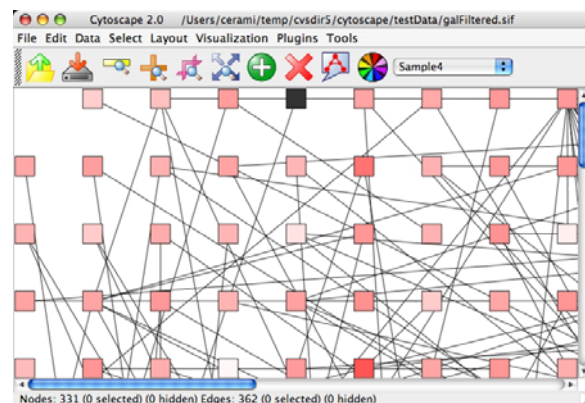 Cytoscape 2.0 /Users/cerami/temp/cvsdir5/cytoscape/testData/galFiltered.sif
File Edit Data Select Layout Visualization Plugins Tools
Sample4
Nodes: 331 (0 selected) (0 hidden) Edges: 362 (0 selected) (0 hidden)